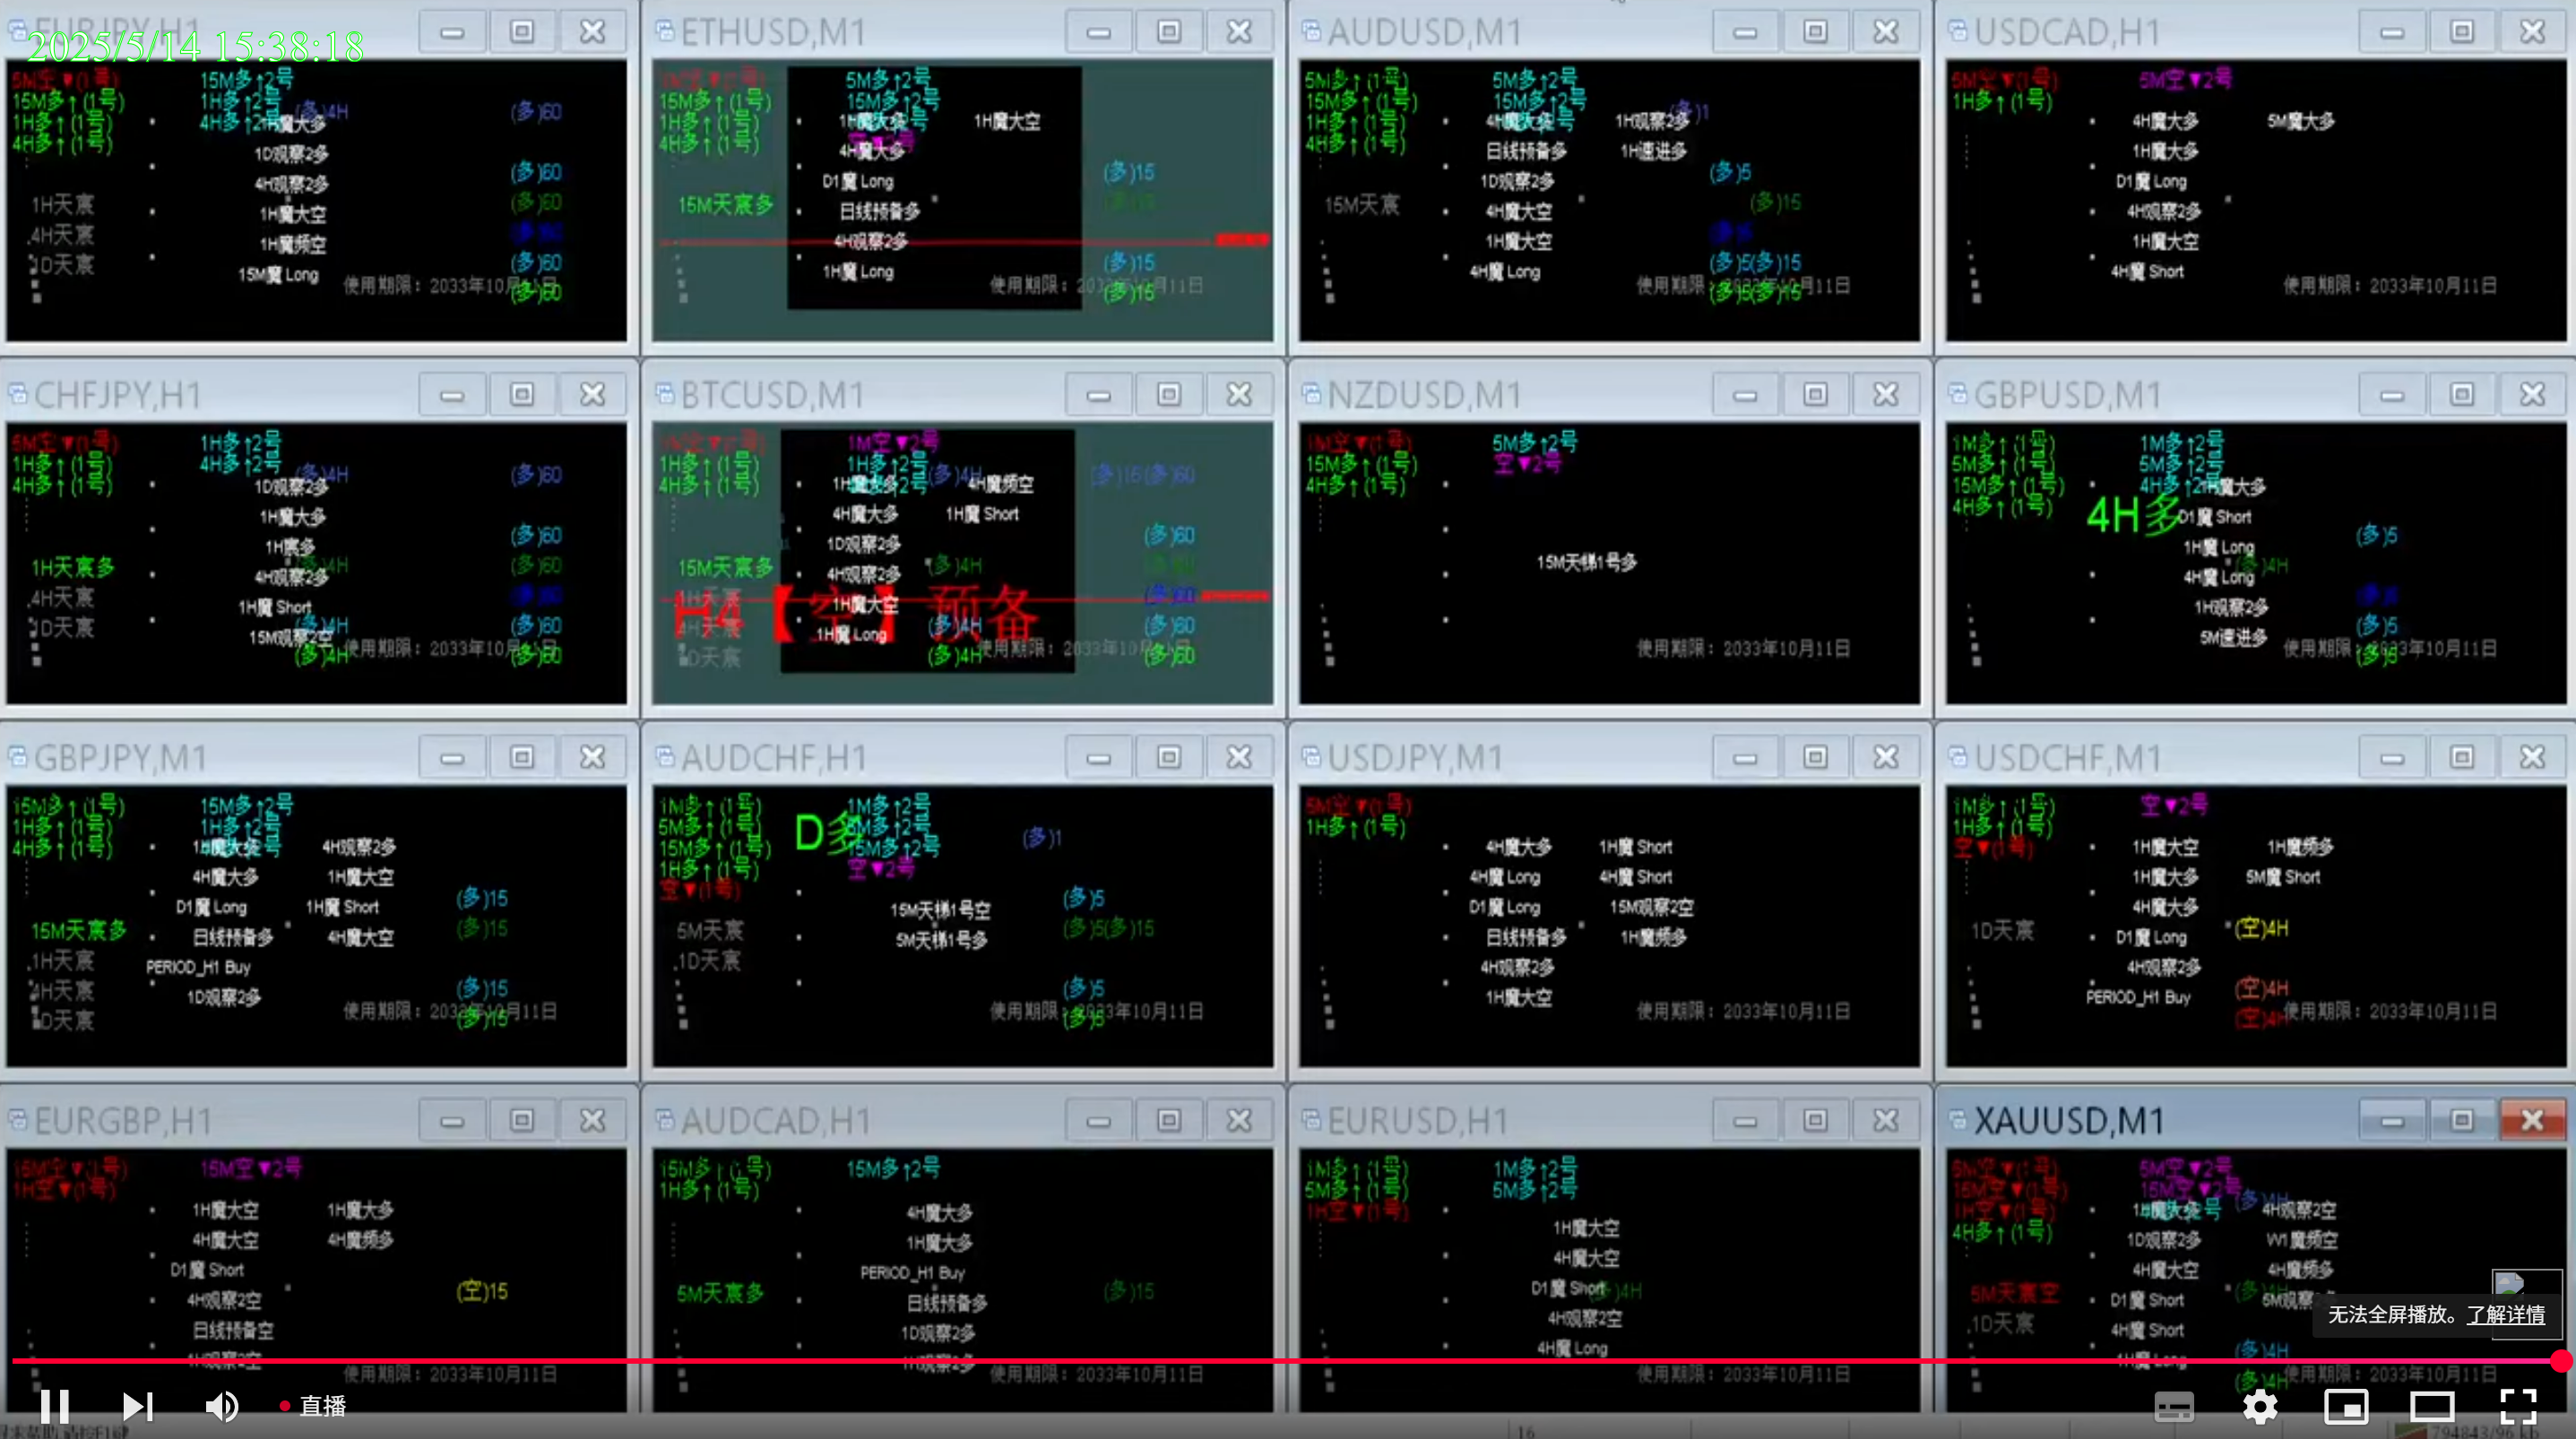 EURJPY,H1
2025/5/14 15:38:18
5M空▼(1号)
15M多↑2号
15M多↑(1号)
1H多↑2号
(多)4H
(多)60
1H多↑(1号)
4H多↑2号
1H魔大多
4H多↑(1号)
1D观察2多
4H观察2多
(多)60
1H天宸
1H魔大空
(多)60
.4H天宸
1H魔频空
1D天宸
15M魔 Long
(多)60
使用期限：2033年10月11日
(多)60
ETHUSD,M1
5M多↑2号
15M多↑(1号)
15M多↑2号
1H多↑(1号)
1H魔大多
1H魔大空
4H多↑(1号)
空▼2号
4H魔大多
D1魔 Long
(多)15
15M天宸多
日线预备多
(多)15
4H观察2多
1H魔 Long
(多)15
使用期限：2033年10月11日
(多)15
AUDUSD,M1
5M多↑(1号)
5M多↑2号
15M多↑(1号)
15M多↑2号
(多)1
1H多↑(1号)
4H魔大多
1H观察2多
4H多↑(1号)
日线预备多
1H速进多
1D观察2多
(多)5
15M天宸
4H魔大空
(多)15
1H魔大空
4H魔 Long
(多)5(多)15
使用期限：2033年10月11日
(多)5(多)15
USDCAD,H1
5M空▼(1号)
5M空▼2号
1H多↑(1号)
4H魔大多
5M魔大多
1H魔大多
D1魔 Long
4H观察2多
1H魔大空
4H魔 Short
使用期限：2033年10月11日
CHFJPY,H1
5M空▼(1号)
1H多↑2号
1H多↑(1号)
4H多↑2号
(多)4H
(多)60
4H多↑(1号)
1D观察2多
1H魔大多
1H宸多
(多)60
1H天宸多
4H观察2多
(多)4H
(多)60
.4H天宸
1H魔 Short
1D天宸
15M观察2空
(多)4H
(多)60
使用期限：2033年10月11日
(多)4H
(多)60
BTCUSD,M1
1M空▼2号
1H多↑(1号)
1H多↑2号
(多)4H
(多)15(多)60
4H多↑(1号)
1H魔大多
4H魔频空
4H魔大多
1H魔 Short
1D观察2多
(多)60
15M天宸多
4H观察2多
(多)4H
H4【空】预备
1H魔大空
(多)60
1H魔 Long
(多)4H
(多)60
D天宸
使用期限：2033年10月11日
(多)4H
(多)60
NZDUSD,M1
1M空▼(1号)
5M多↑2号
15M多↑(1号)
空▼2号
4H多↑(1号)
15M天梯1号多
使用期限：2033年10月11日
GBPUSD,M1
1M多↑(1号)
1M多↑2号
5M多↑(1号)
5M多↑2号
15M多↑(1号)
4H多↑2号
1H魔大多
4H多↑(1号)
4H多
D1魔 Short
1H魔 Long
(多)5
4H魔 Long
(多)4H
1H观察2多
5M速进多
(多)5
使用期限：2033年10月11日
(多)5
GBPJPY,M1
15M多↑(1号)
15M多↑2号
1H多↑(1号)
1H多↑2号
4H多↑(1号)
1H魔大多
4H观察2多
4H魔大多
1H魔大空
D1魔 Long
1H魔 Short
(多)15
15M天宸多
日线预备多
4H魔大空
(多)15
.1H天宸
PERIOD_H1 Buy
4H天宸
1D观察2多
(多)15
D天宸
使用期限：2033年10月11日
(多)15
AUDCHF,H1
1M多↑(1号)
1M多↑2号
5M多↑(1号)
D多
5M多↑2号
(多)1
15M多↑(1号)
15M多↑2号
1H多↑(1号)
空▼2号
空▼(1号)
15M天梯1号空
(多)5
5M天宸
5M天梯1号多
(多)5(多)15
.1D天宸
(多)5
使用期限：2033年10月11日
(多)5
USDJPY,M1
5M空▼(1号)
1H多↑(1号)
4H魔大多
1H魔 Short
4H魔 Long
4H魔 Short
D1魔 Long
15M观察2空
日线预备多
1H魔频多
4H观察2多
1H魔大空
使用期限：2033年10月11日
USDCHF,M1
1M多↑(1号)
空▼2号
1H多↑(1号)
空▼(1号)
1H魔大空
1H魔频多
1H魔大多
5M魔 Short
4H魔大多
1D天宸
D1魔 Long
(空)4H
4H观察2多
PERIOD_H1 Buy
(空)4H
(空)4H
使用期限：2033年10月11日
EURGBP,H1
15M空▼(1号)
15M空▼2号
1H空▼(1号)
1H魔大空
1H魔大多
4H魔大空
4H魔频多
D1魔 Short
4H观察2空
(空)15
日线预备空
1H观察2空
使用期限：2033年10月11日
AUDCAD,H1
15M多↑(1号)
15M多↑2号
1H多↑(1号)
4H魔大多
1H魔大多
PERIOD_H1 Buy
5M天宸多
日线预备多
(多)15
1D观察2多
1H观察2多
使用期限：2033年10月11日
EURUSD,H1
1M多↑(1号)
1M多↑2号
5M多↑(1号)
5M多↑2号
1H空▼(1号)
1H魔大空
4H魔大空
D1魔 Short
(多)4H
4H观察2空
4H魔 Long
使用期限：2033年10月11日
XAUUSD,M1
5M空▼(1号)
5M空▼2号
15M空▼(1号)
15M空▼2号
(多)4H
1H空▼(1号)
1H魔大多
4H观察2空
4H多↑(1号)
1D观察2多
W1魔频空
4H魔大空
4H魔频多
5M天宸空
D1魔 Short
5M观察
.1D天宸
4H魔 Short
1H魔 Long
(多)4H
使用期限：2033年10月11日
(多)4H
无法全屏播放。了解详情
直播
16
794843/96 kb